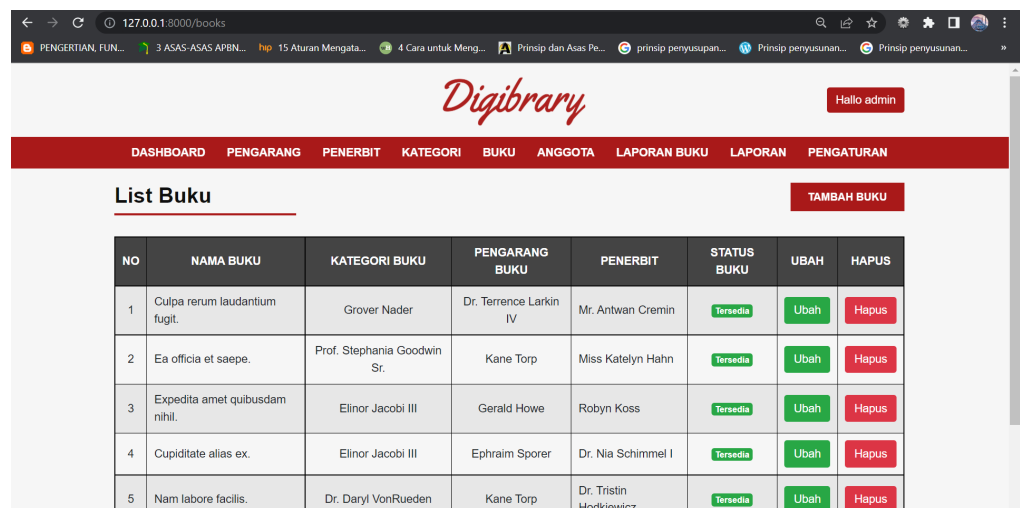 127.0.0.1:8000/books
PENGERTIAN, FUN... 3 ASAS-ASAS APBN... hip 15 Aturan Mengata... 4 Cara untuk Meng... Prinsip dan Asas Pe... prinsip penyusupan... Prinsip penyusunan... Prinsip penyusunan... »
Digibrary
Hallo admin
DASHBOARD PENGARANG PENERBIT KATEGORI BUKU ANGGOTA LAPORAN BUKU LAPORAN PENGATURAN
List Buku
TAMBAH BUKU
NO NAMA BUKU KATEGORI BUKU PENGARANG BUKU PENERBIT STATUS BUKU UBAH HAPUS
1 Culpa rerum laudantium fugit. Grover Nader Dr. Terrence Larkin IV Mr. Antwan Cremin Tersedia Ubah Hapus
2 Ea officia et saepe. Prof. Stephania Goodwin Sr. Kane Torp Miss Katelyn Hahn Tersedia Ubah Hapus
3 Expedita amet quibusdam nihil. Elinor Jacobi III Gerald Howe Robyn Koss Tersedia Ubah Hapus
4 Cupiditate alias ex. Elinor Jacobi III Ephraim Sporer Dr. Nia Schimmel I Tersedia Ubah Hapus
5 Nam labore facilis. Dr. Daryl VonRueden Kane Torp Dr. Tristin Hodkiewicz Tersedia Ubah Hapus